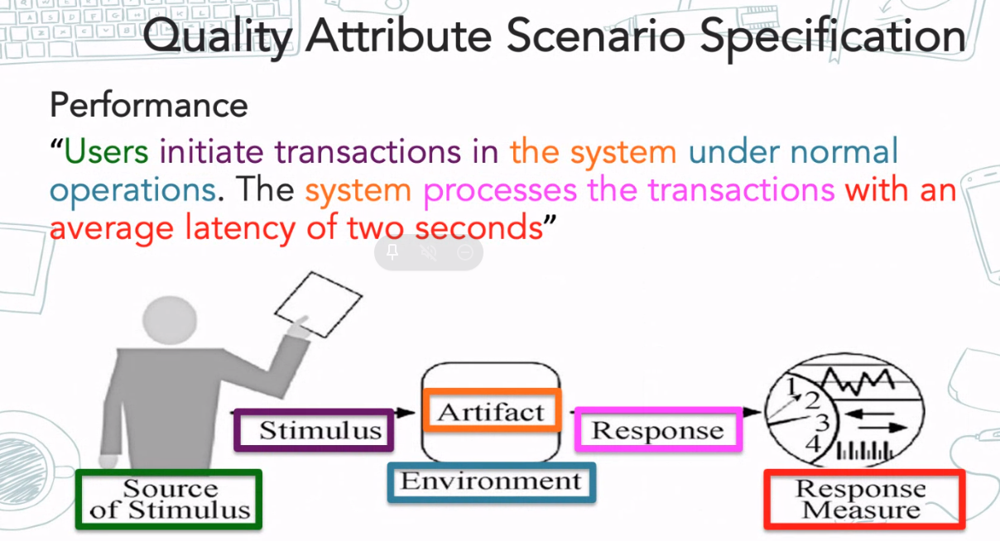 Quality Attribute Scenario Specification
Performance
“Users initiate transactions in the system under normal
operations. The system processes the transactions with an
average latency of two seconds”
Stimulus
Artifact
Response
1
2
3
4
Environment
Source
of Stimulus
Response
Measure